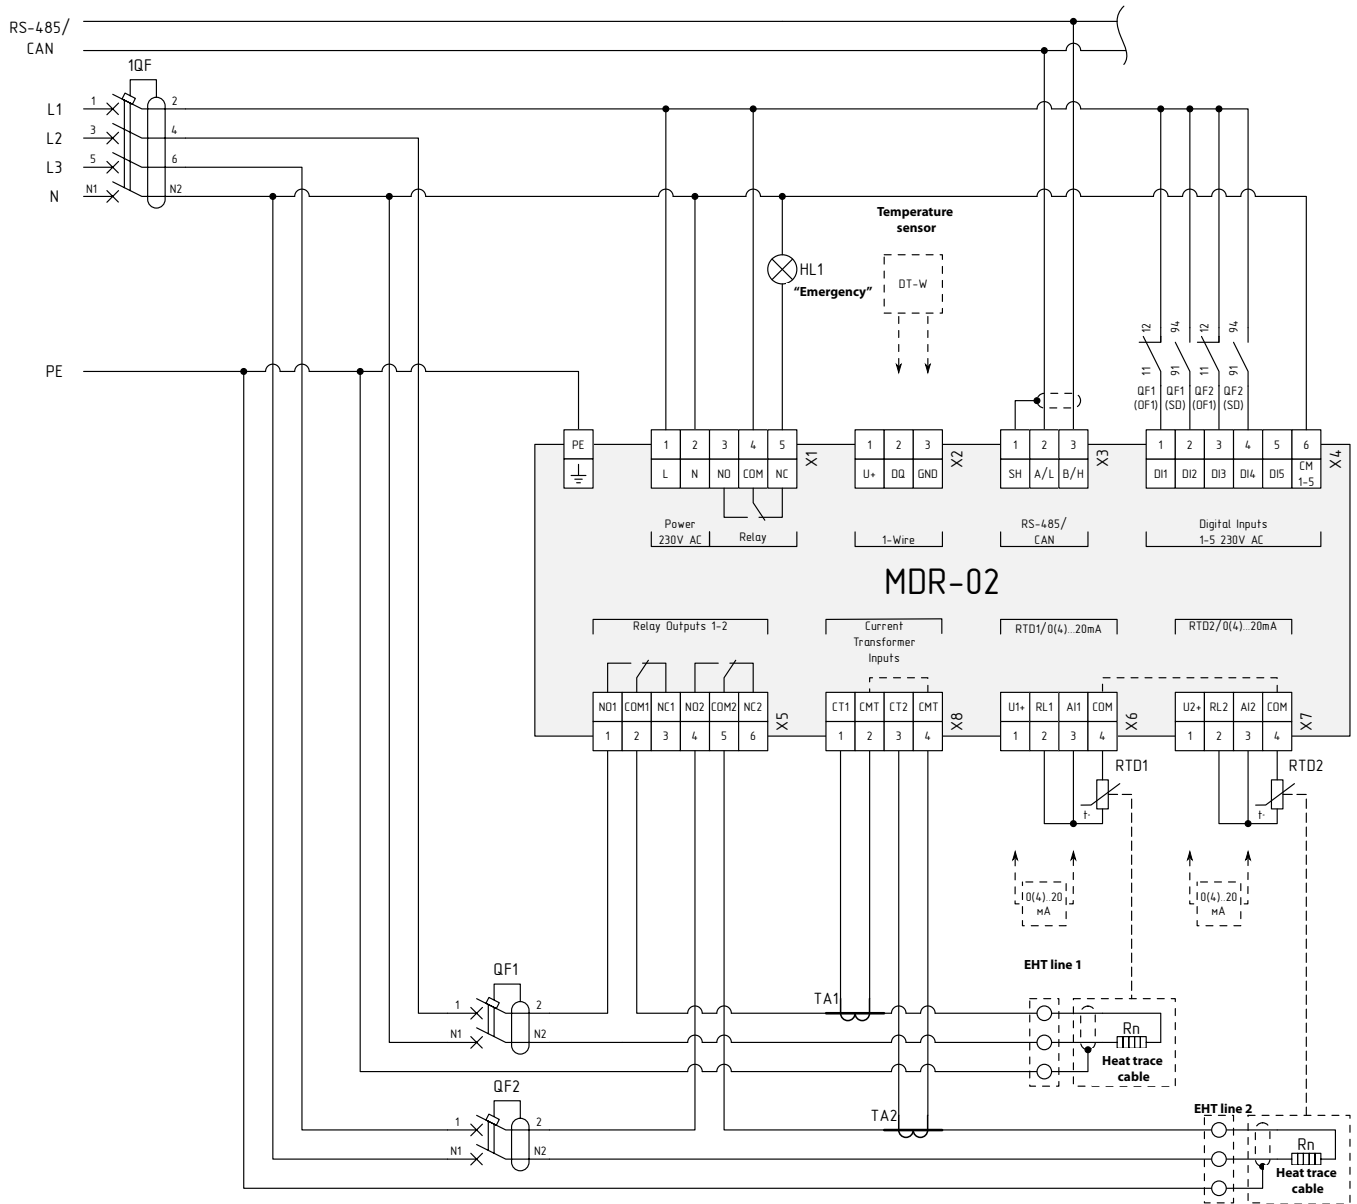 RS-485/
CAN
1QF
L1 1 2
L2 3 4
L3 5 6
N N1 N2
Temperature
sensor
HL1
"Emergency"
DT-W
12 94 12 94
11 91 11 91
QF1 QF1 QF2 QF2
(OF1) (SD) (OF1) (SD)
PE
PE 1 2 3 4 5 X1 1 2 3 X2 1 2 3 X3 1 2 3 4 5 6 X4
L N NO COM NC U+ DQ GND SH A/L B/H DI1 DI2 DI3 DI4 DI5 CM
1-5
Power
230V AC
Relay
1-Wire
RS-485/
CAN
Digital Inputs
1-5 230V AC
MDR-02
Relay Outputs 1-2
Current
Transformer
Inputs
RTD1/0(4)...20mA
RTD2/0(4)...20mA
NO1 COM1 NC1 NO2 COM2 NC2 X5 CT1 CMT CT2 CMT X8 U1+ RL1 AI1 COM X6 U2+ RL2 AI2 COM X7
1 2 3 4 5 6 1 2 3 4 1 2 3 4 1 2 3 4
RTD1
RTD2
t° t°
0(4)...20
мА
0(4)...20
мА
EHT line 1
QF1
TA1
1 2
N1 N2
Rn
Heat trace
cable
QF2
TA2
EHT line 2
1 2
N1 N2
Rn
Heat trace
cable